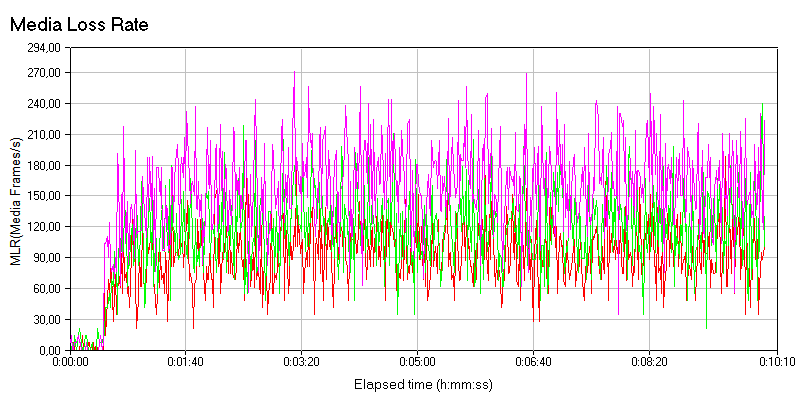 Media Loss Rate
294,00
270,00
240,00
210,00
180,00
150,00
120,00
90,00
60,00
30,00
0,00
MLR(Media Frames/s)
0:00:00 0:01:40 0:03:20 0:05:00 0:06:40 0:08:20 0:10:10
Elapsed time (h:mm:ss)